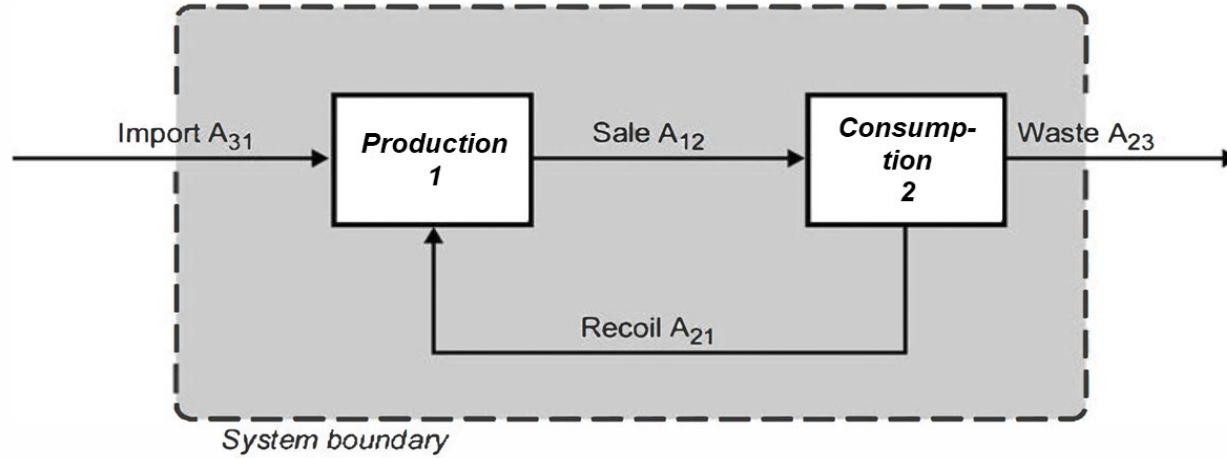 Import A₃₁
Production
1
Sale A₁₂
Consump-
tion
2
Waste A₂₃
Recoil A₂₁
System boundary